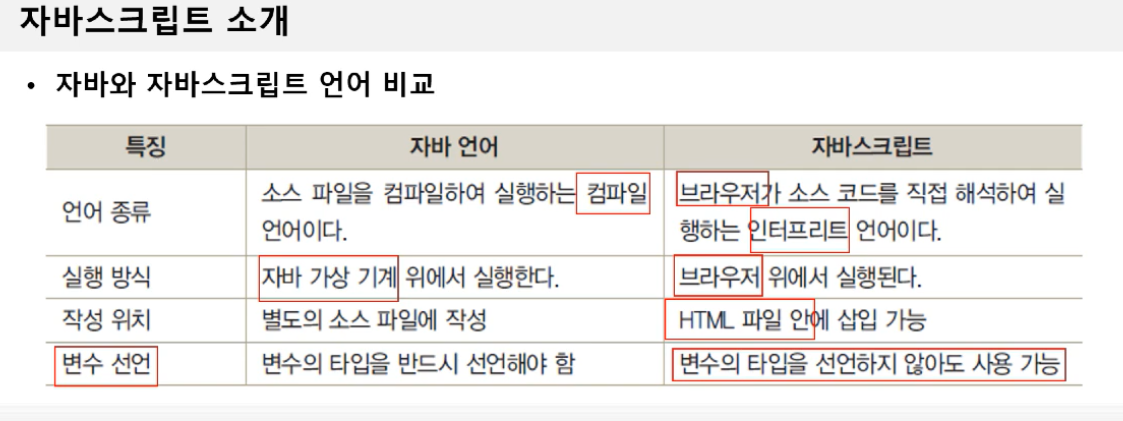 자바스크립트 소개
• 자바와 자바스크립트 언어 비교
특징 자바 언어 자바스크립트
언어 종류 소스 파일을 컴파일하여 실행하는 컴파일 언어이다. 브라우저가 소스 코드를 직접 해석하여 실행하는 인터프리트 언어이다.
실행 방식 자바 가상 기계 위에서 실행한다. 브라우저 위에서 실행된다.
작성 위치 별도의 소스 파일에 작성 HTML 파일 안에 삽입 가능
변수 선언 변수의 타입을 반드시 선언해야 함 변수의 타입을 선언하지 않아도 사용 가능